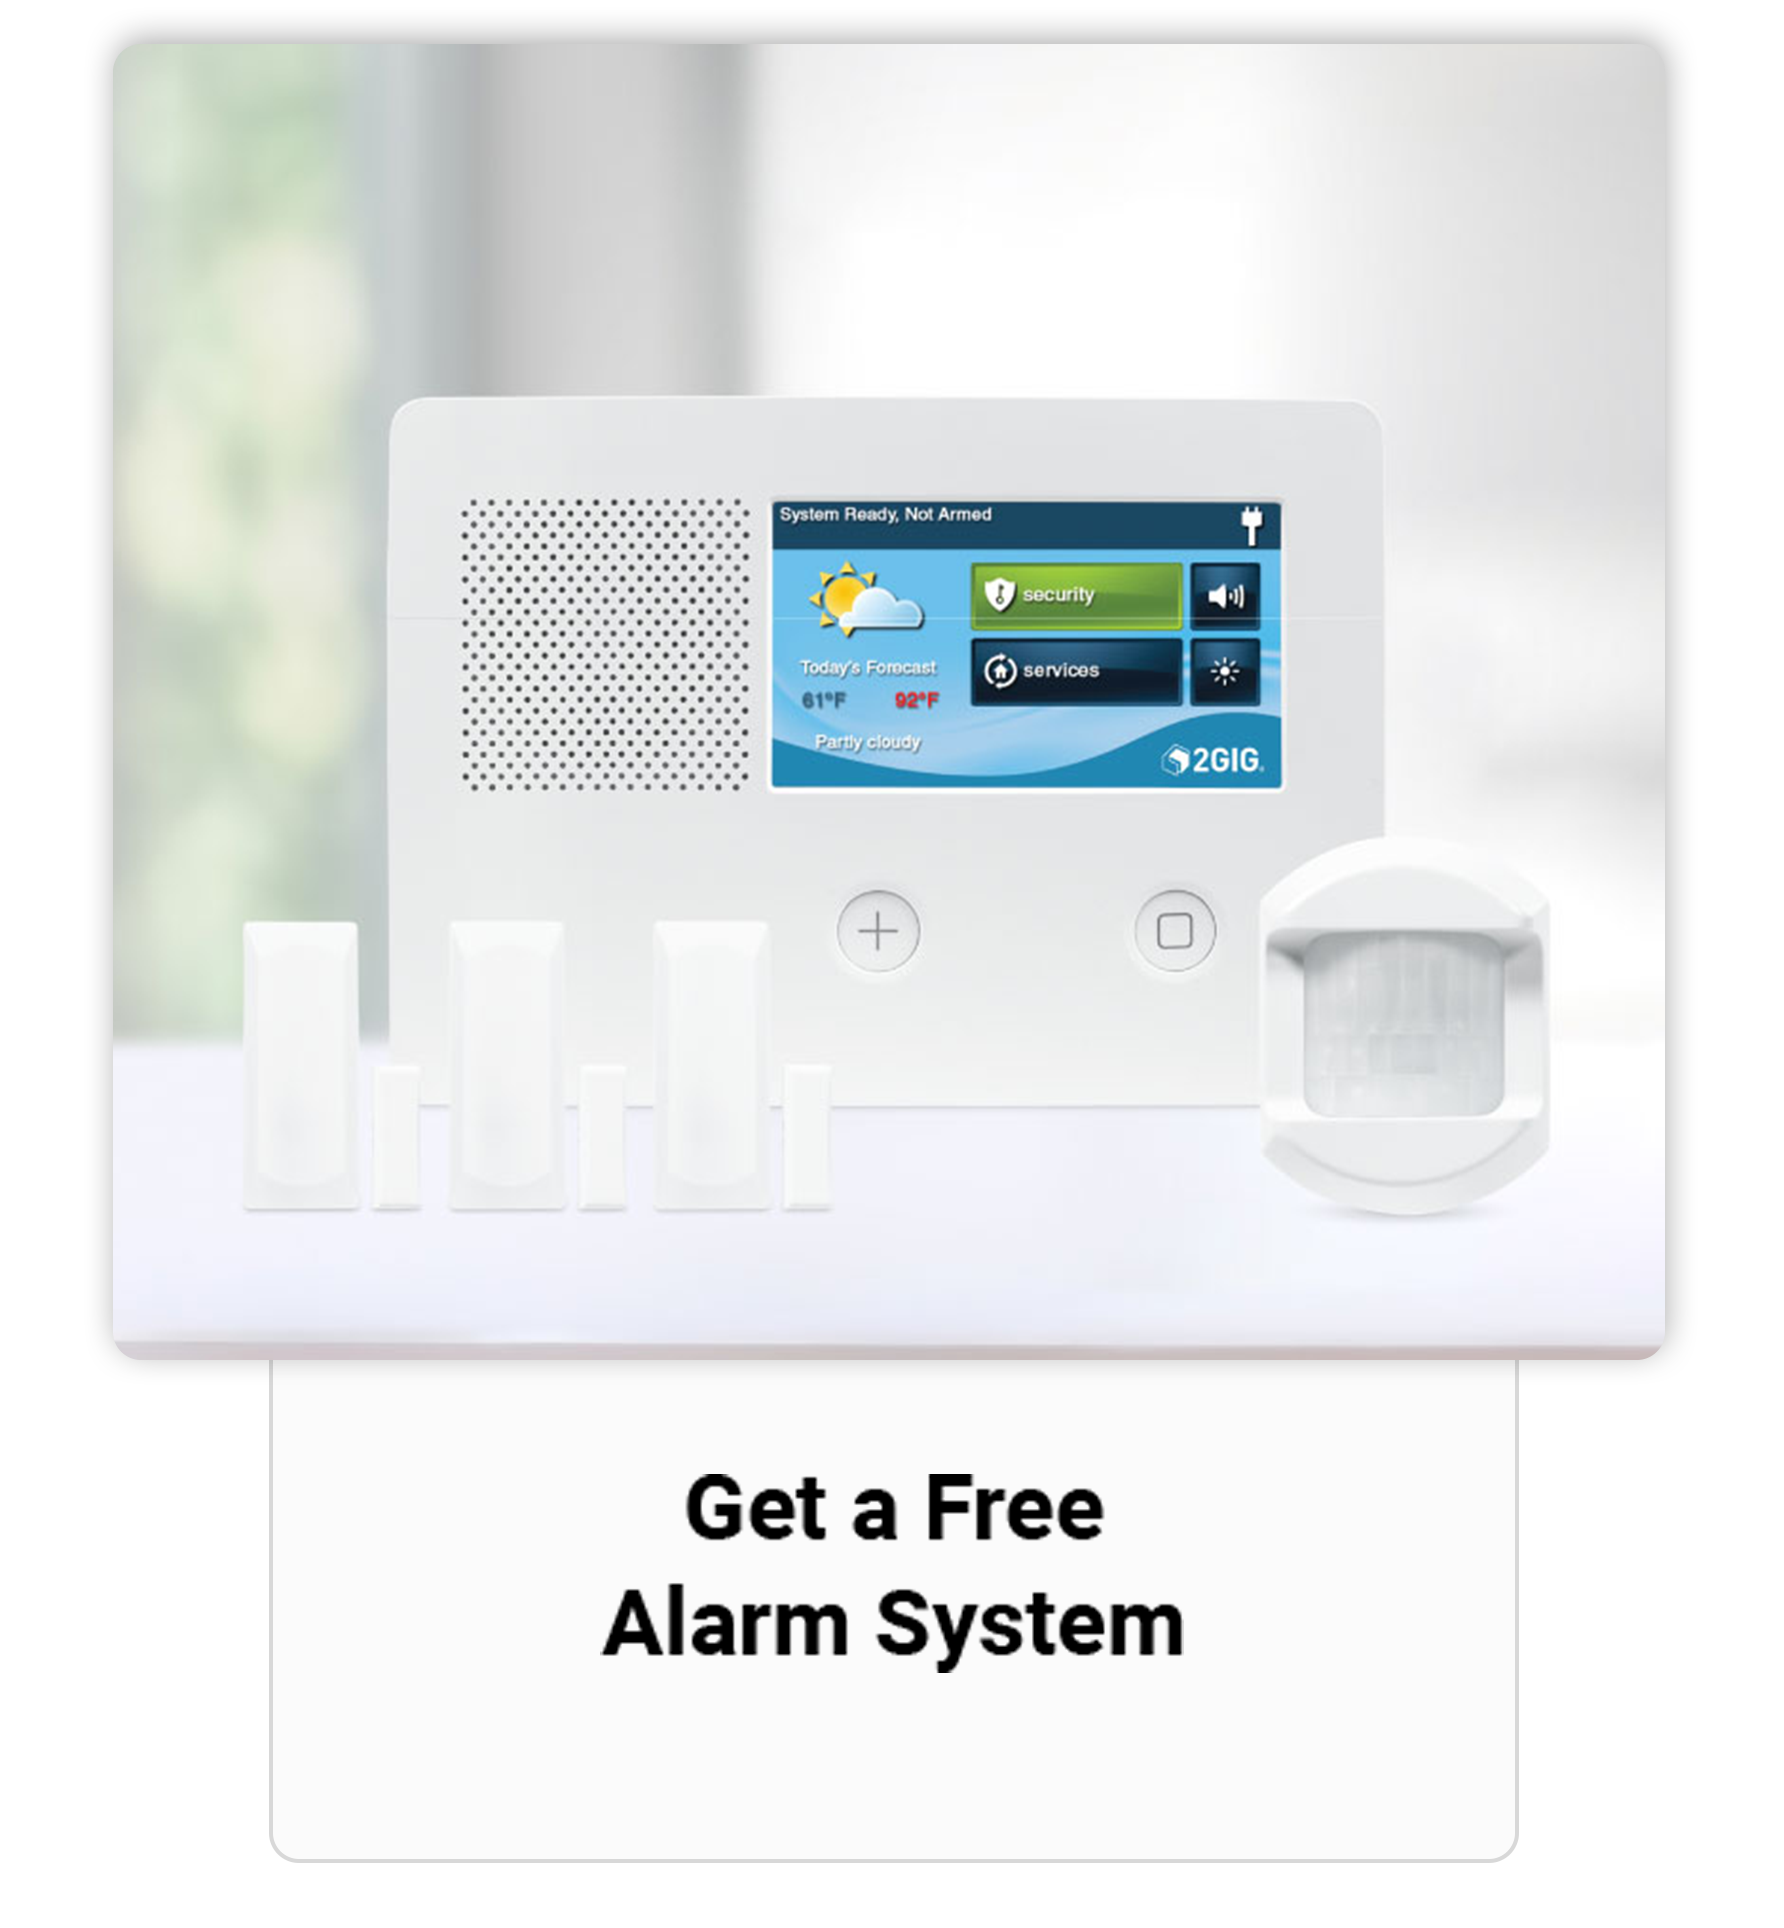 System Ready, Not Armed
security
services
Today's Forecast
61°F 92°F
Partly cloudy
2GIG
Get a Free
Alarm System